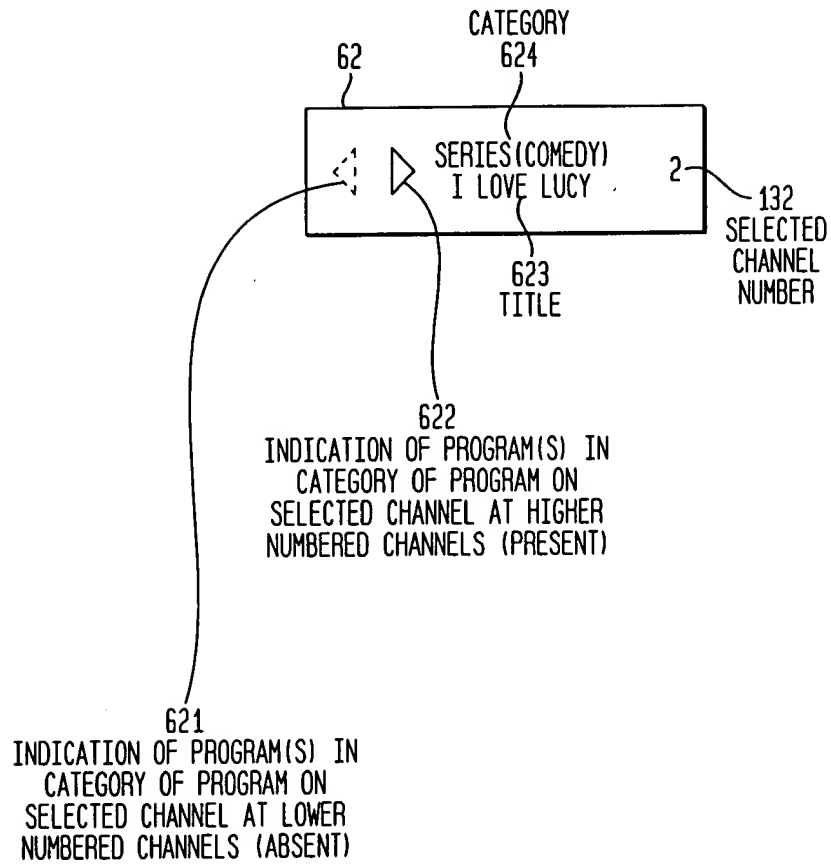 CATEGORY
624
62
SERIES(COMEDY)
I LOVE LUCY
2
132
SELECTED
CHANNEL
NUMBER
623
TITLE
622
INDICATION OF PROGRAM(S) IN
CATEGORY OF PROGRAM ON
SELECTED CHANNEL AT HIGHER
NUMBERED CHANNELS (PRESENT)
621
INDICATION OF PROGRAM(S) IN
CATEGORY OF PROGRAM ON
SELECTED CHANNEL AT LOWER
NUMBERED CHANNELS (ABSENT)